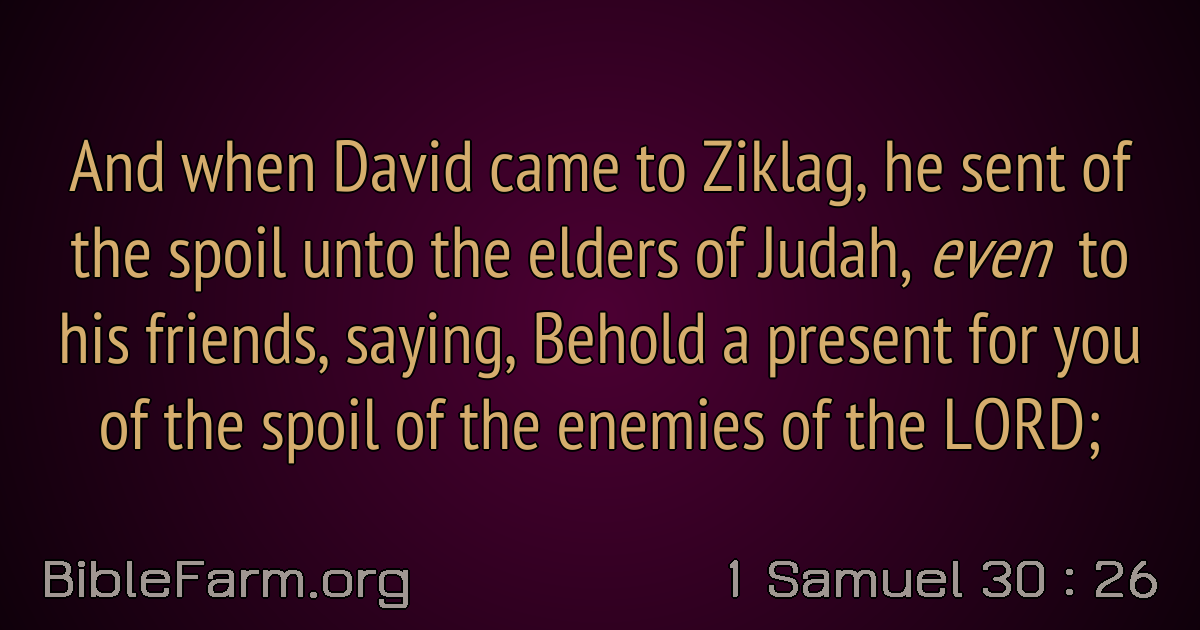 And when David came to Ziklag, he sent of
the spoil unto the elders of Judah, even to
his friends, saying, Behold a present for you
of the spoil of the enemies of the LORD;
BibleFarm.org
1 Samuel 30 : 26